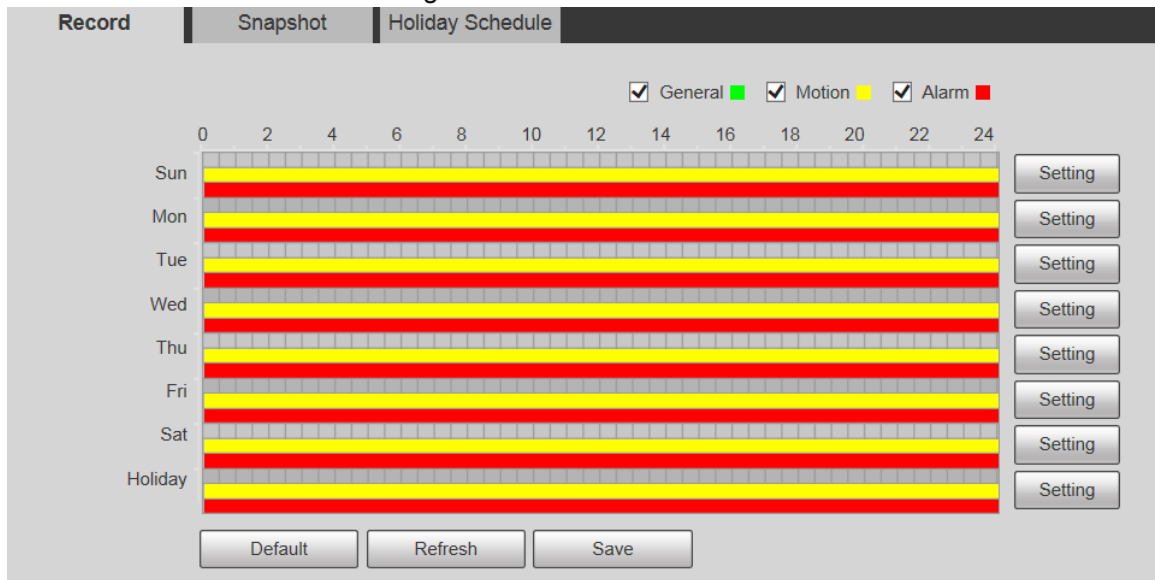 Record Snapshot Holiday Schedule
General Motion Alarm
0 2 4 6 8 10 12 14 16 18 20 22 24
Sun Setting
Mon Setting
Tue Setting
Wed Setting
Thu Setting
Fri Setting
Sat Setting
Holiday Setting
Default Refresh Save